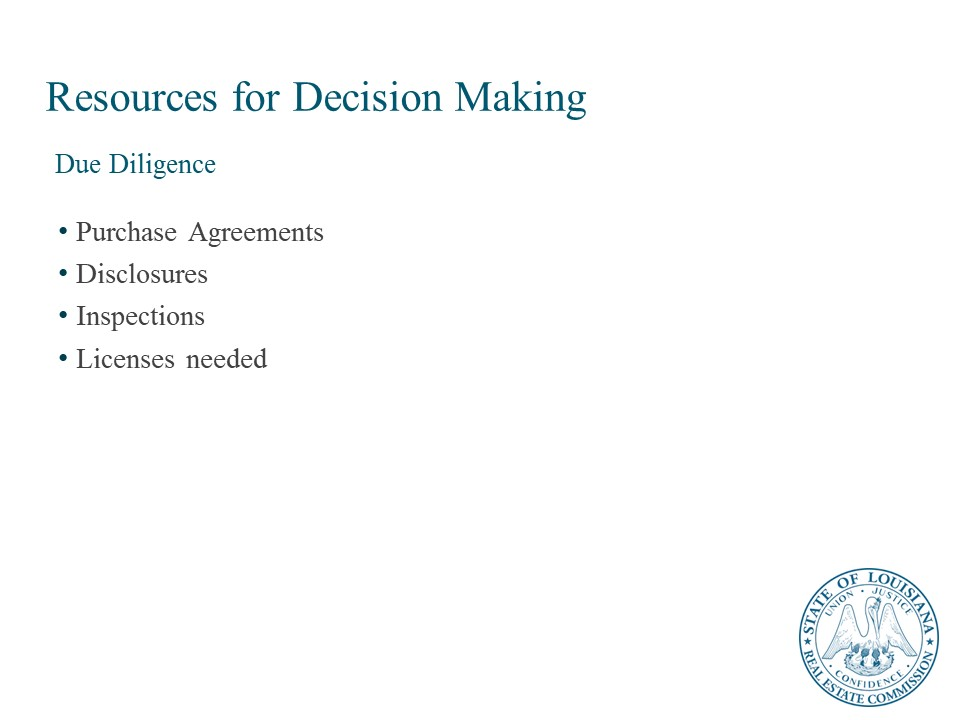 Resources for Decision Making
Due Diligence
• Purchase Agreements
• Disclosures
• Inspections
• Licenses needed
STATE OF LOUISIANA
UNION · JUSTICE
· CONFIDENCE ·
REAL ESTATE COMMISSION